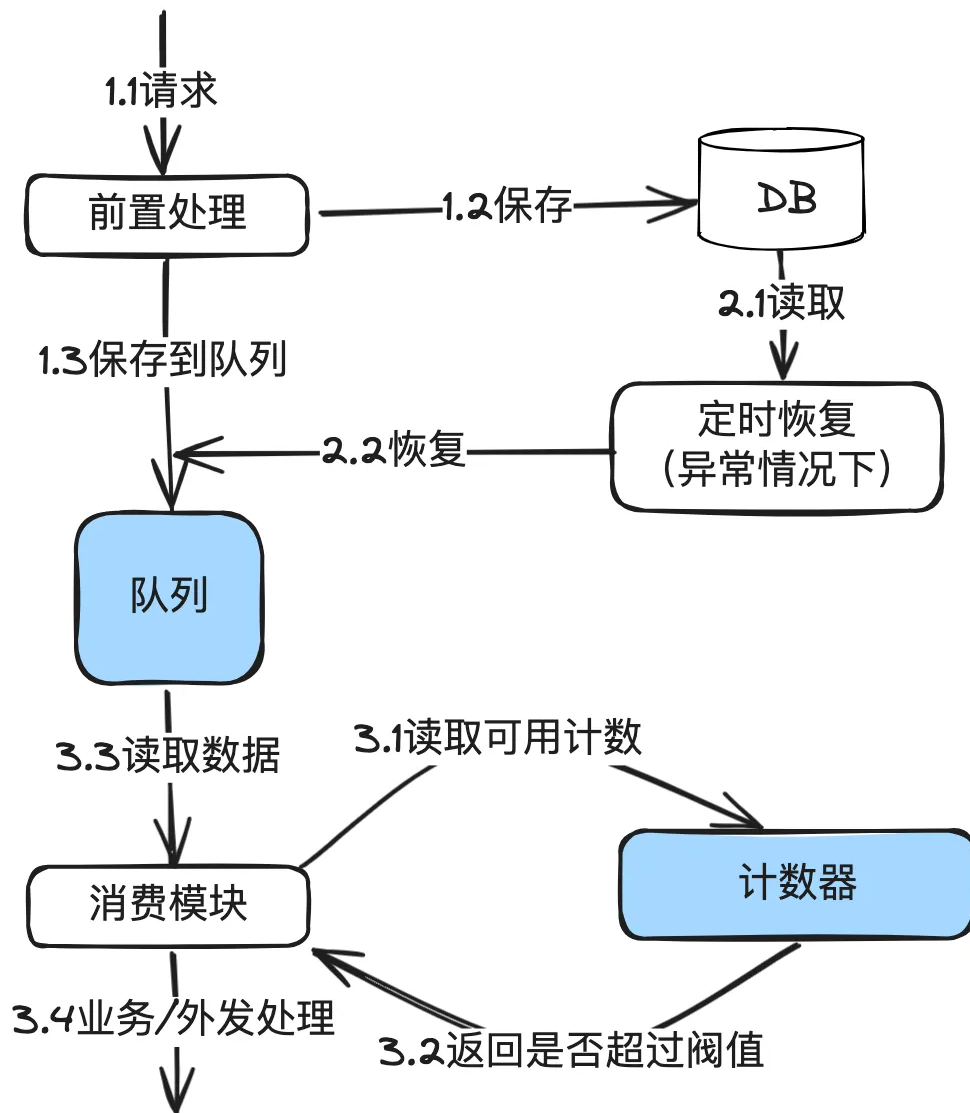 1.1请求
前置处理
1.2保存
DB
2.1读取
1.3保存到队列
定时恢复
（异常情况下）
2.2恢复
队列
3.1读取可用计数
3.3读取数据
计数器
消费模块
3.4业务/外发处理
3.2返回是否超过阀值